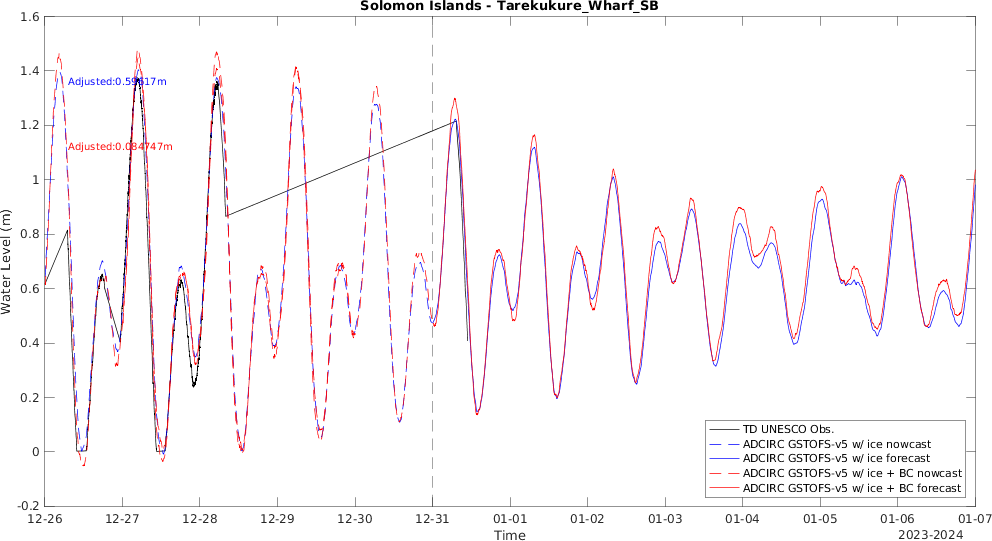 Solomon Islands - Tarekukure_Wharf_SB
1.6
1.4
1.2
1
0.8
0.6
0.4
0.2
0
-0.2
Water Level (m)
Adjusted:0.59617m
Adjusted:0.084747m
TD UNESCO Obs.
ADCIRC GSTOFS-v5 w/ ice nowcast
ADCIRC GSTOFS-v5 w/ ice forecast
ADCIRC GSTOFS-v5 w/ ice + BC nowcast
ADCIRC GSTOFS-v5 w/ ice + BC forecast
12-26 12-27 12-28 12-29 12-30 12-31 01-01 01-02 01-03 01-04 01-05 01-06 01-07
Time
2023-2024